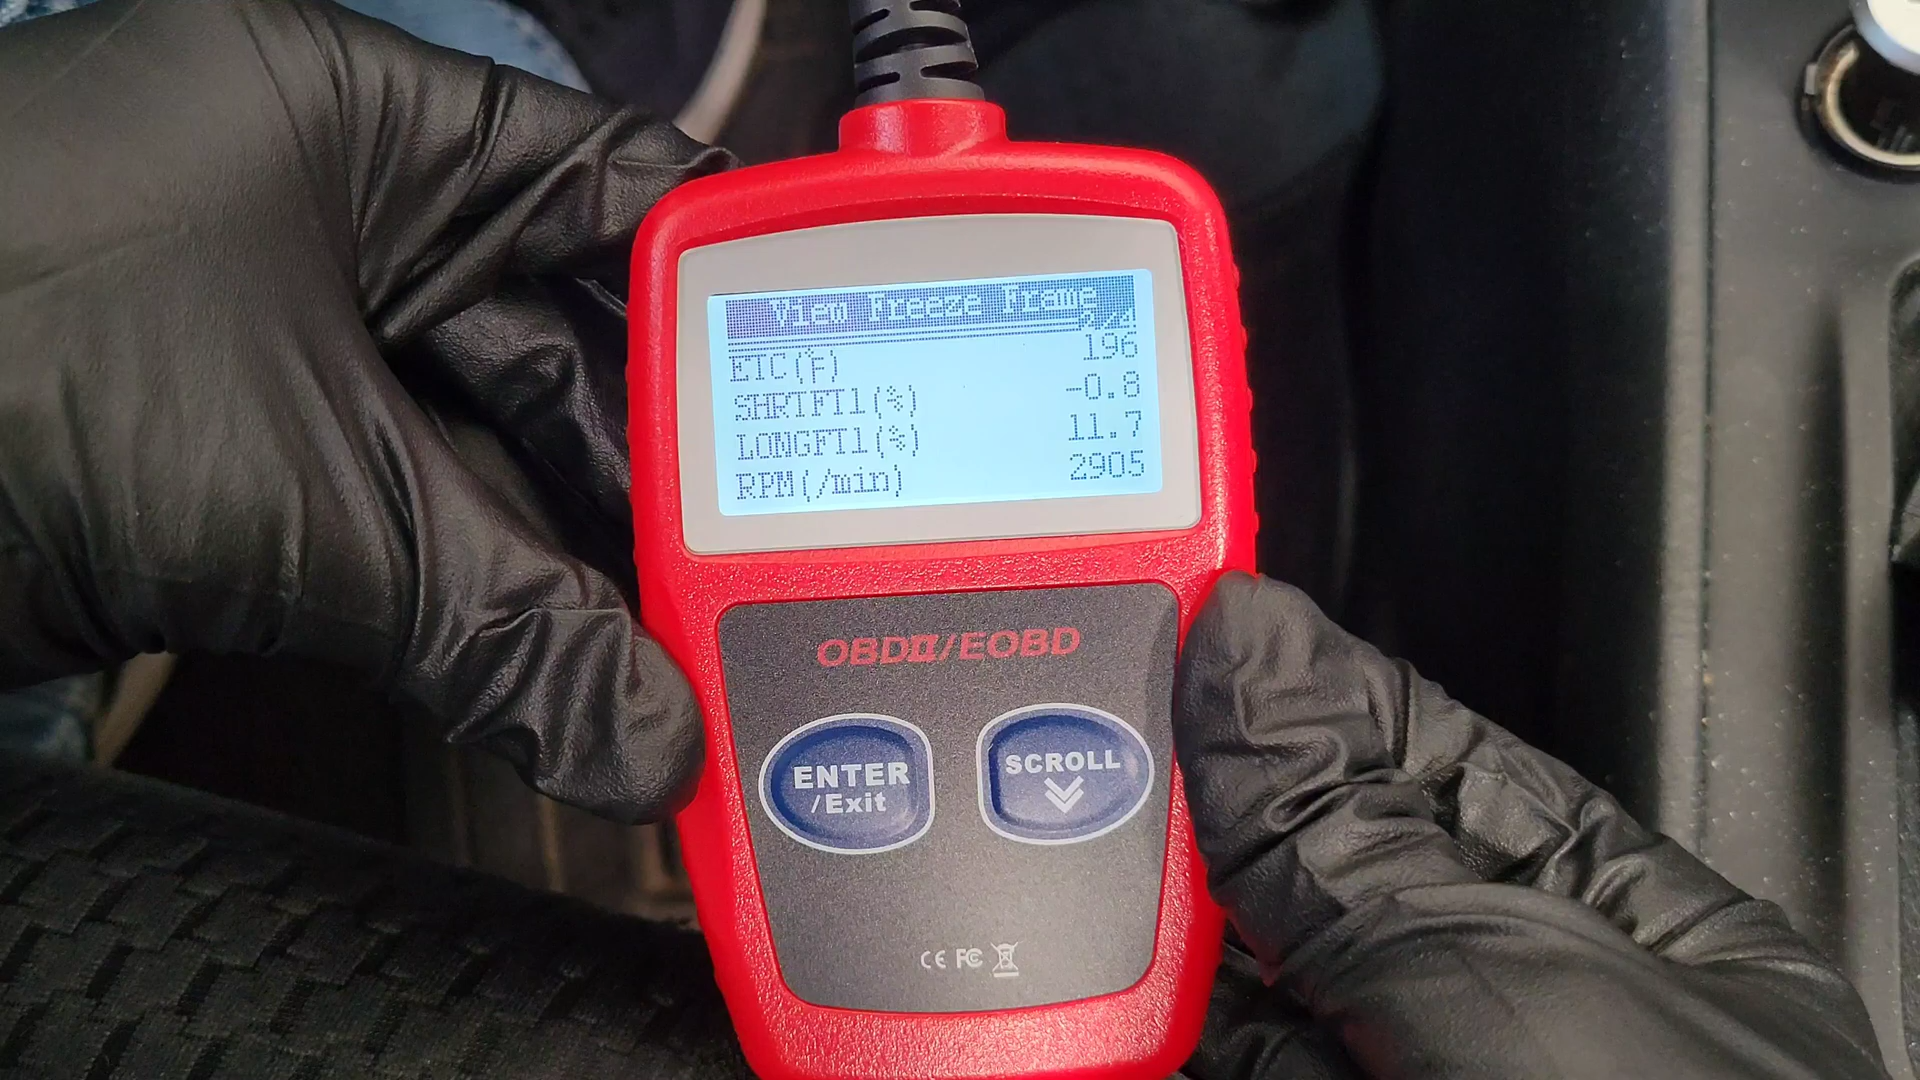 View Freeze Frame
2/4
ETC(°F) 196
SHRTFT1(%) -0.8
LONGFT1(%) 11.7
RPM(/min) 2905
OBDII/EOBD
ENTER
/Exit
SCROLL
CE FC